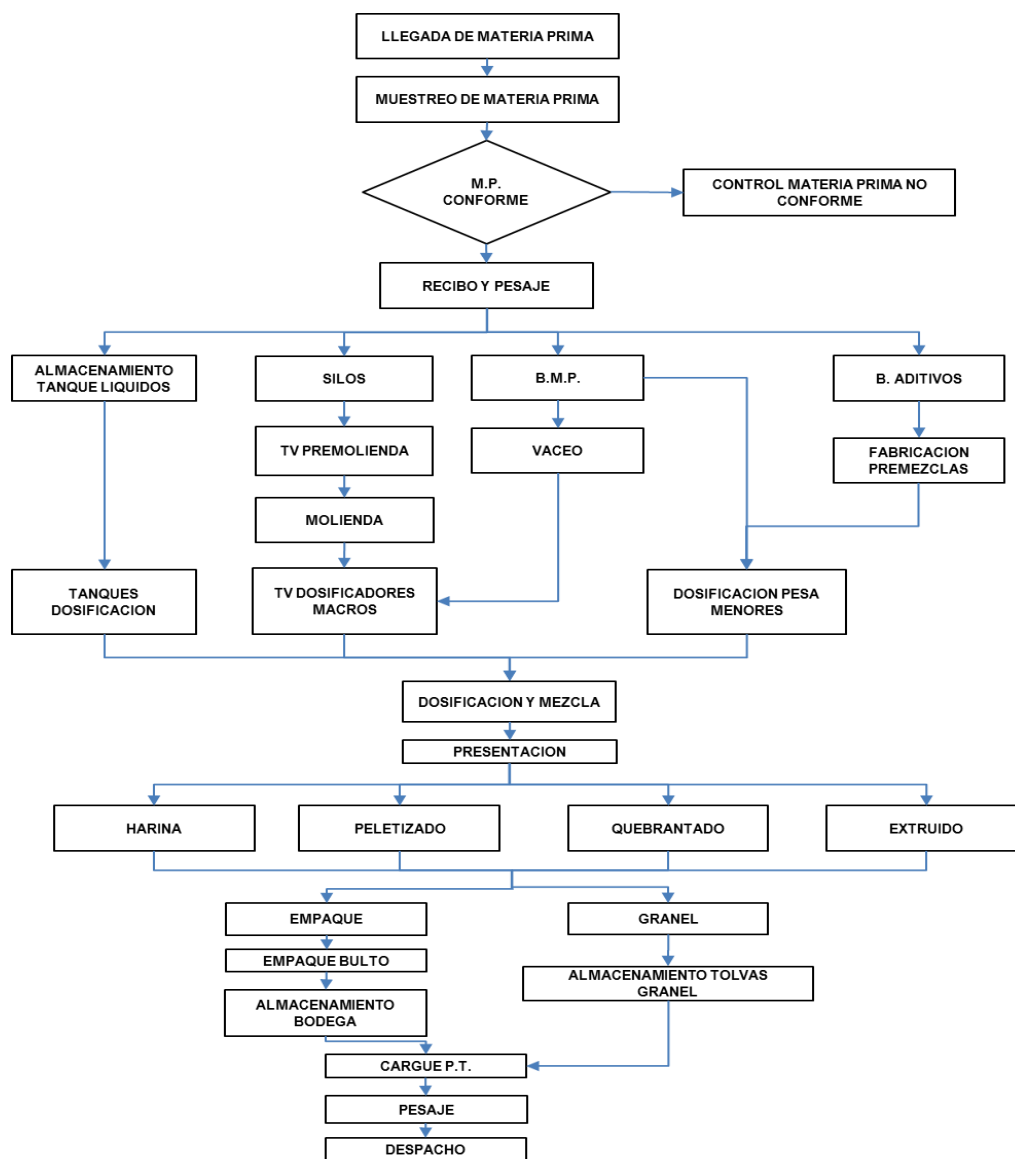 LLEGADA DE MATERIA PRIMA
MUESTREO DE MATERIA PRIMA
M.P.
CONFORME
CONTROL MATERIA PRIMA NO
CONFORME
RECIBO Y PESAJE
ALMACENAMIENTO
TANQUE LIQUIDOS
SILOS
B.M.P.
B. ADITIVOS
TV PREMOLIENDA
VACEO
FABRICACION
PREMEZCLAS
MOLIENDA
TANQUES
DOSIFICACION
TV DOSIFICADORES
MACROS
DOSIFICACION PESA
MENORES
DOSIFICACION Y MEZCLA
PRESENTACION
HARINA
PELETIZADO
QUEBRANTADO
EXTRUIDO
EMPAQUE
GRANEL
EMPAQUE BULTO
ALMACENAMIENTO TOLVAS
GRANEL
ALMACENAMIENTO
BODEGA
CARGUE P.T.
PESAJE
DESPACHO